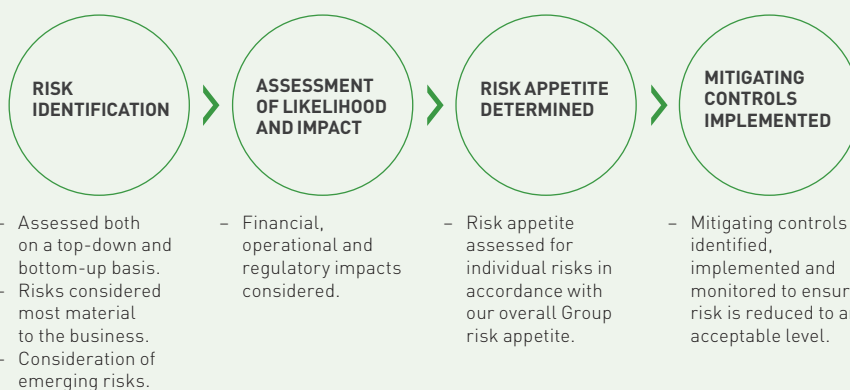 RISK
IDENTIFICATION
ASSESSMENT
OF LIKELIHOOD
AND IMPACT
RISK APPETITE
DETERMINED
MITIGATING
CONTROLS
IMPLEMENTED
– Assessed both
on a top-down and
bottom-up basis.
– Risks considered
most material
to the business.
– Consideration of
emerging risks.
– Financial,
operational and
regulatory impacts
considered.
– Risk appetite
assessed for
individual risks in
accordance with
our overall Group
risk appetite.
– Mitigating controls
identified,
implemented and
monitored to
risk is reduced to
acceptable level.